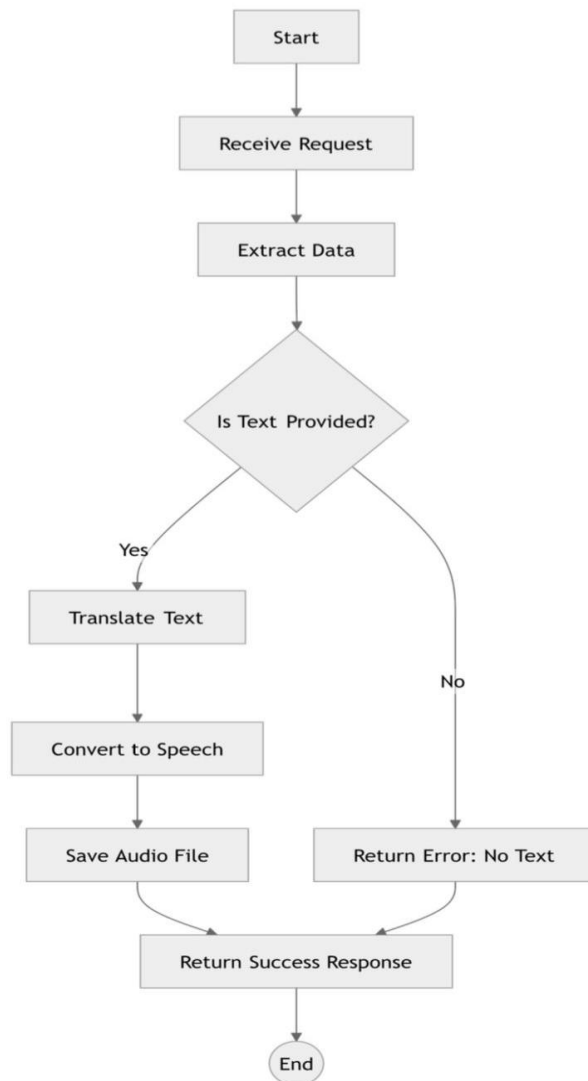 Start
Receive Request
Extract Data
Is Text Provided?
Yes
Translate Text
No
Convert to Speech
Save Audio File
Return Error: No Text
Return Success Response
End